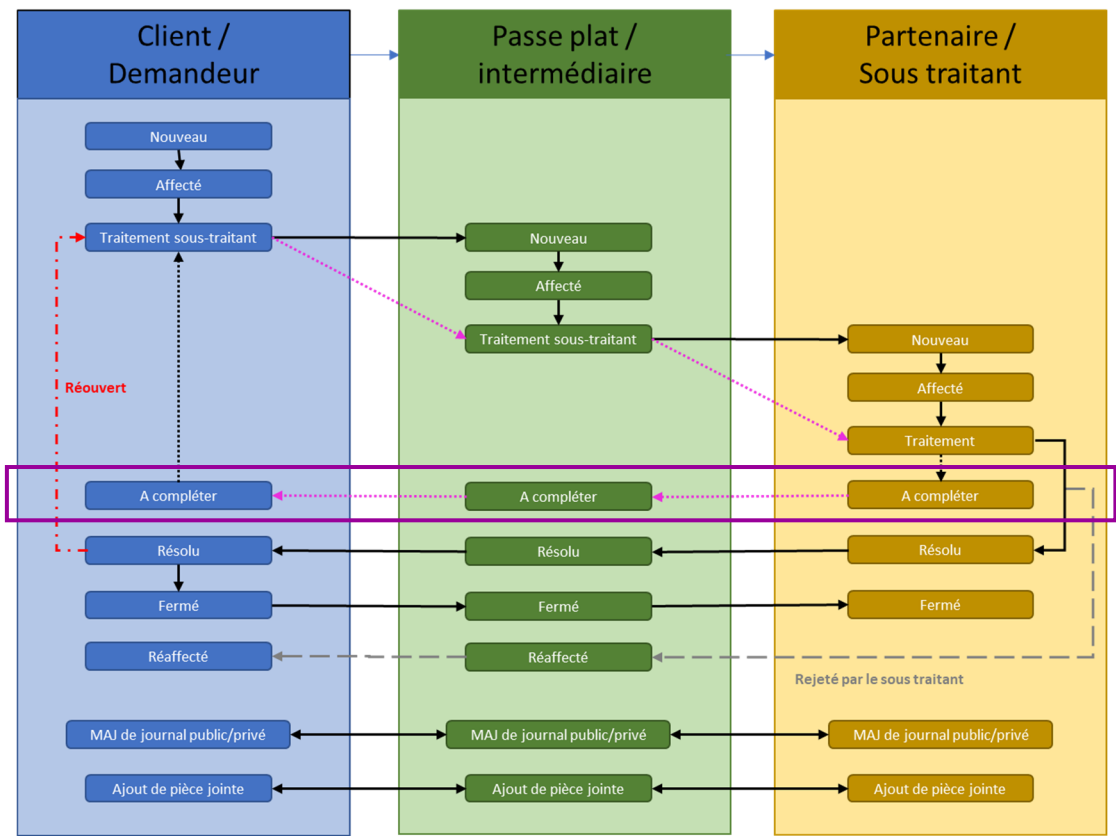 Client /
Demandeur
Passe plat /
intermédiaire
Partenaire /
Sous traitant
Nouveau
Affecté
Traitement sous-traitant
Nouveau
Affecté
Traitement sous-traitant
Nouveau
Réouvert
Affecté
Traitement
A compléter
A compléter
A compléter
Résolu
Résolu
Résolu
Fermé
Fermé
Fermé
Réaffecté
Réaffecté
Rejeté par le sous traitant
MAJ de journal public/privé
MAJ de journal public/privé
MAJ de journal public/privé
Ajout de pièce jointe
Ajout de pièce jointe
Ajout de pièce jointe